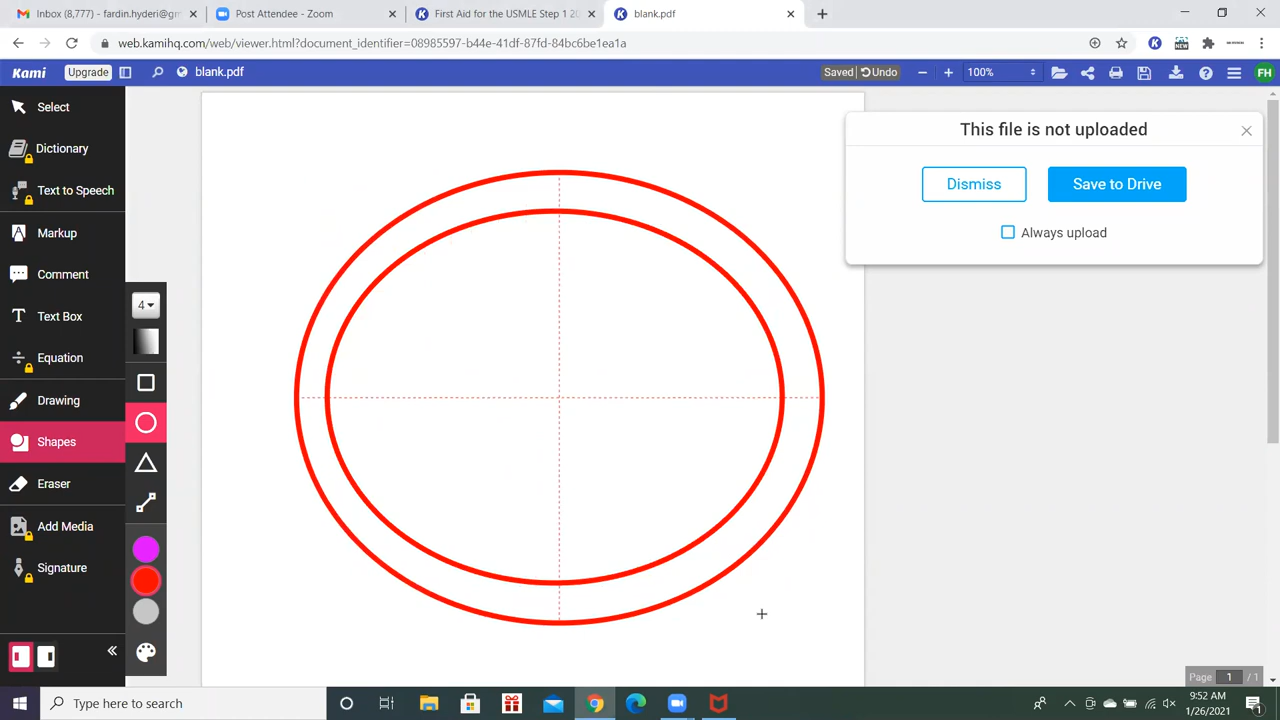 Inbox (8,777) - fardin.hyderi@gm
Post Attendee - Zoom
First Aid for the USMLE Step 1 20
blank.pdf
web.kamihq.com/web/viewer.html?document_identifier=08985597-b44e-41df-87fd-84bc6be1ea1a
NEW
Kami
Upgrade
blank.pdf
Saved Undo
100%
FH
Select
Dictionary
Text to Speech
Markup
Comment
Text Box
Equation
Drawing
Shapes
Eraser
Add Media
Signature
4
This file is not uploaded
Dismiss
Save to Drive
Always upload
Page 1 / 1
Type here to search
9:52 AM
1/26/2021
1